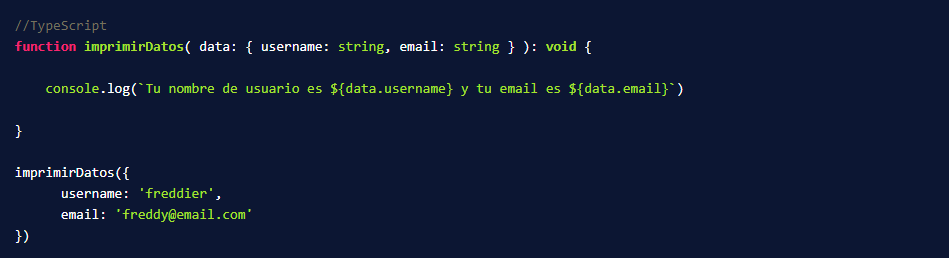 //TypeScript
function imprimirDatos( data: { username: string, email: string } ): void {
    console.log(`Tu nombre de usuario es ${data.username} y tu email es ${data.email}`)
}
imprimirDatos({
      username: 'freddier',
      email: 'freddy@email.com'
})